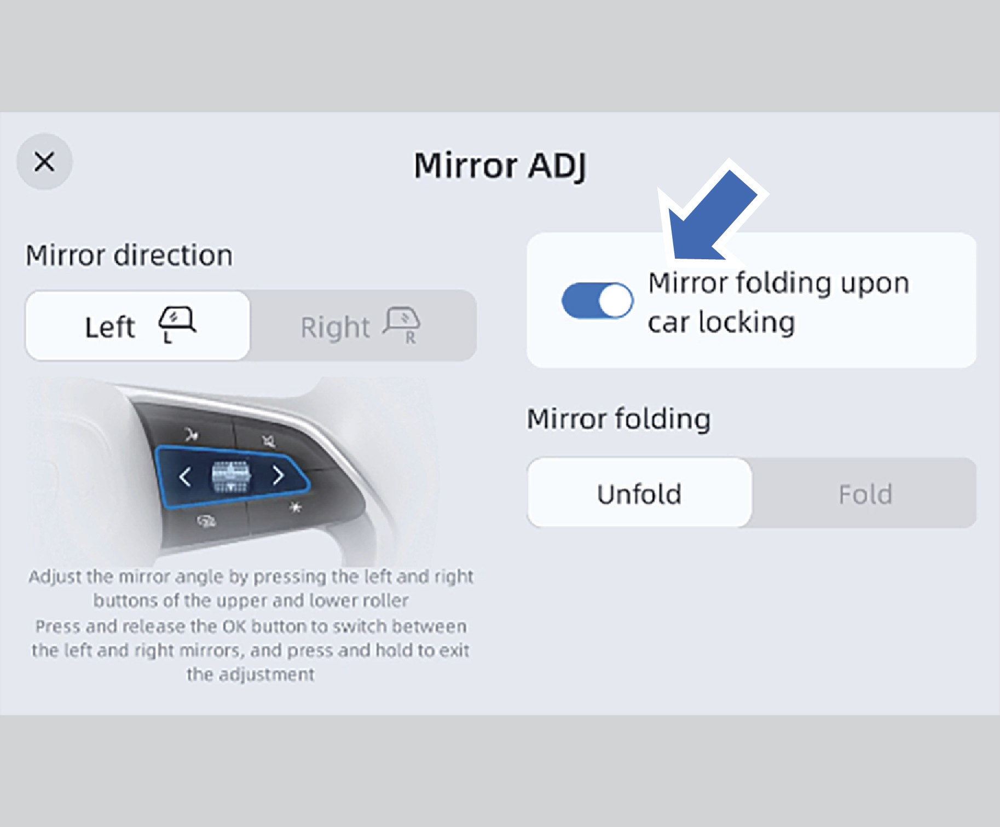 Mirror ADJ
Mirror direction
Left
L
Right
R
Adjust the mirror angle by pressing the left and right
buttons of the upper and lower roller
Press and release the OK button to switch between
the left and right mirrors, and press and hold to exit
the adjustment
Mirror folding upon
car locking
Mirror folding
Unfold
Fold